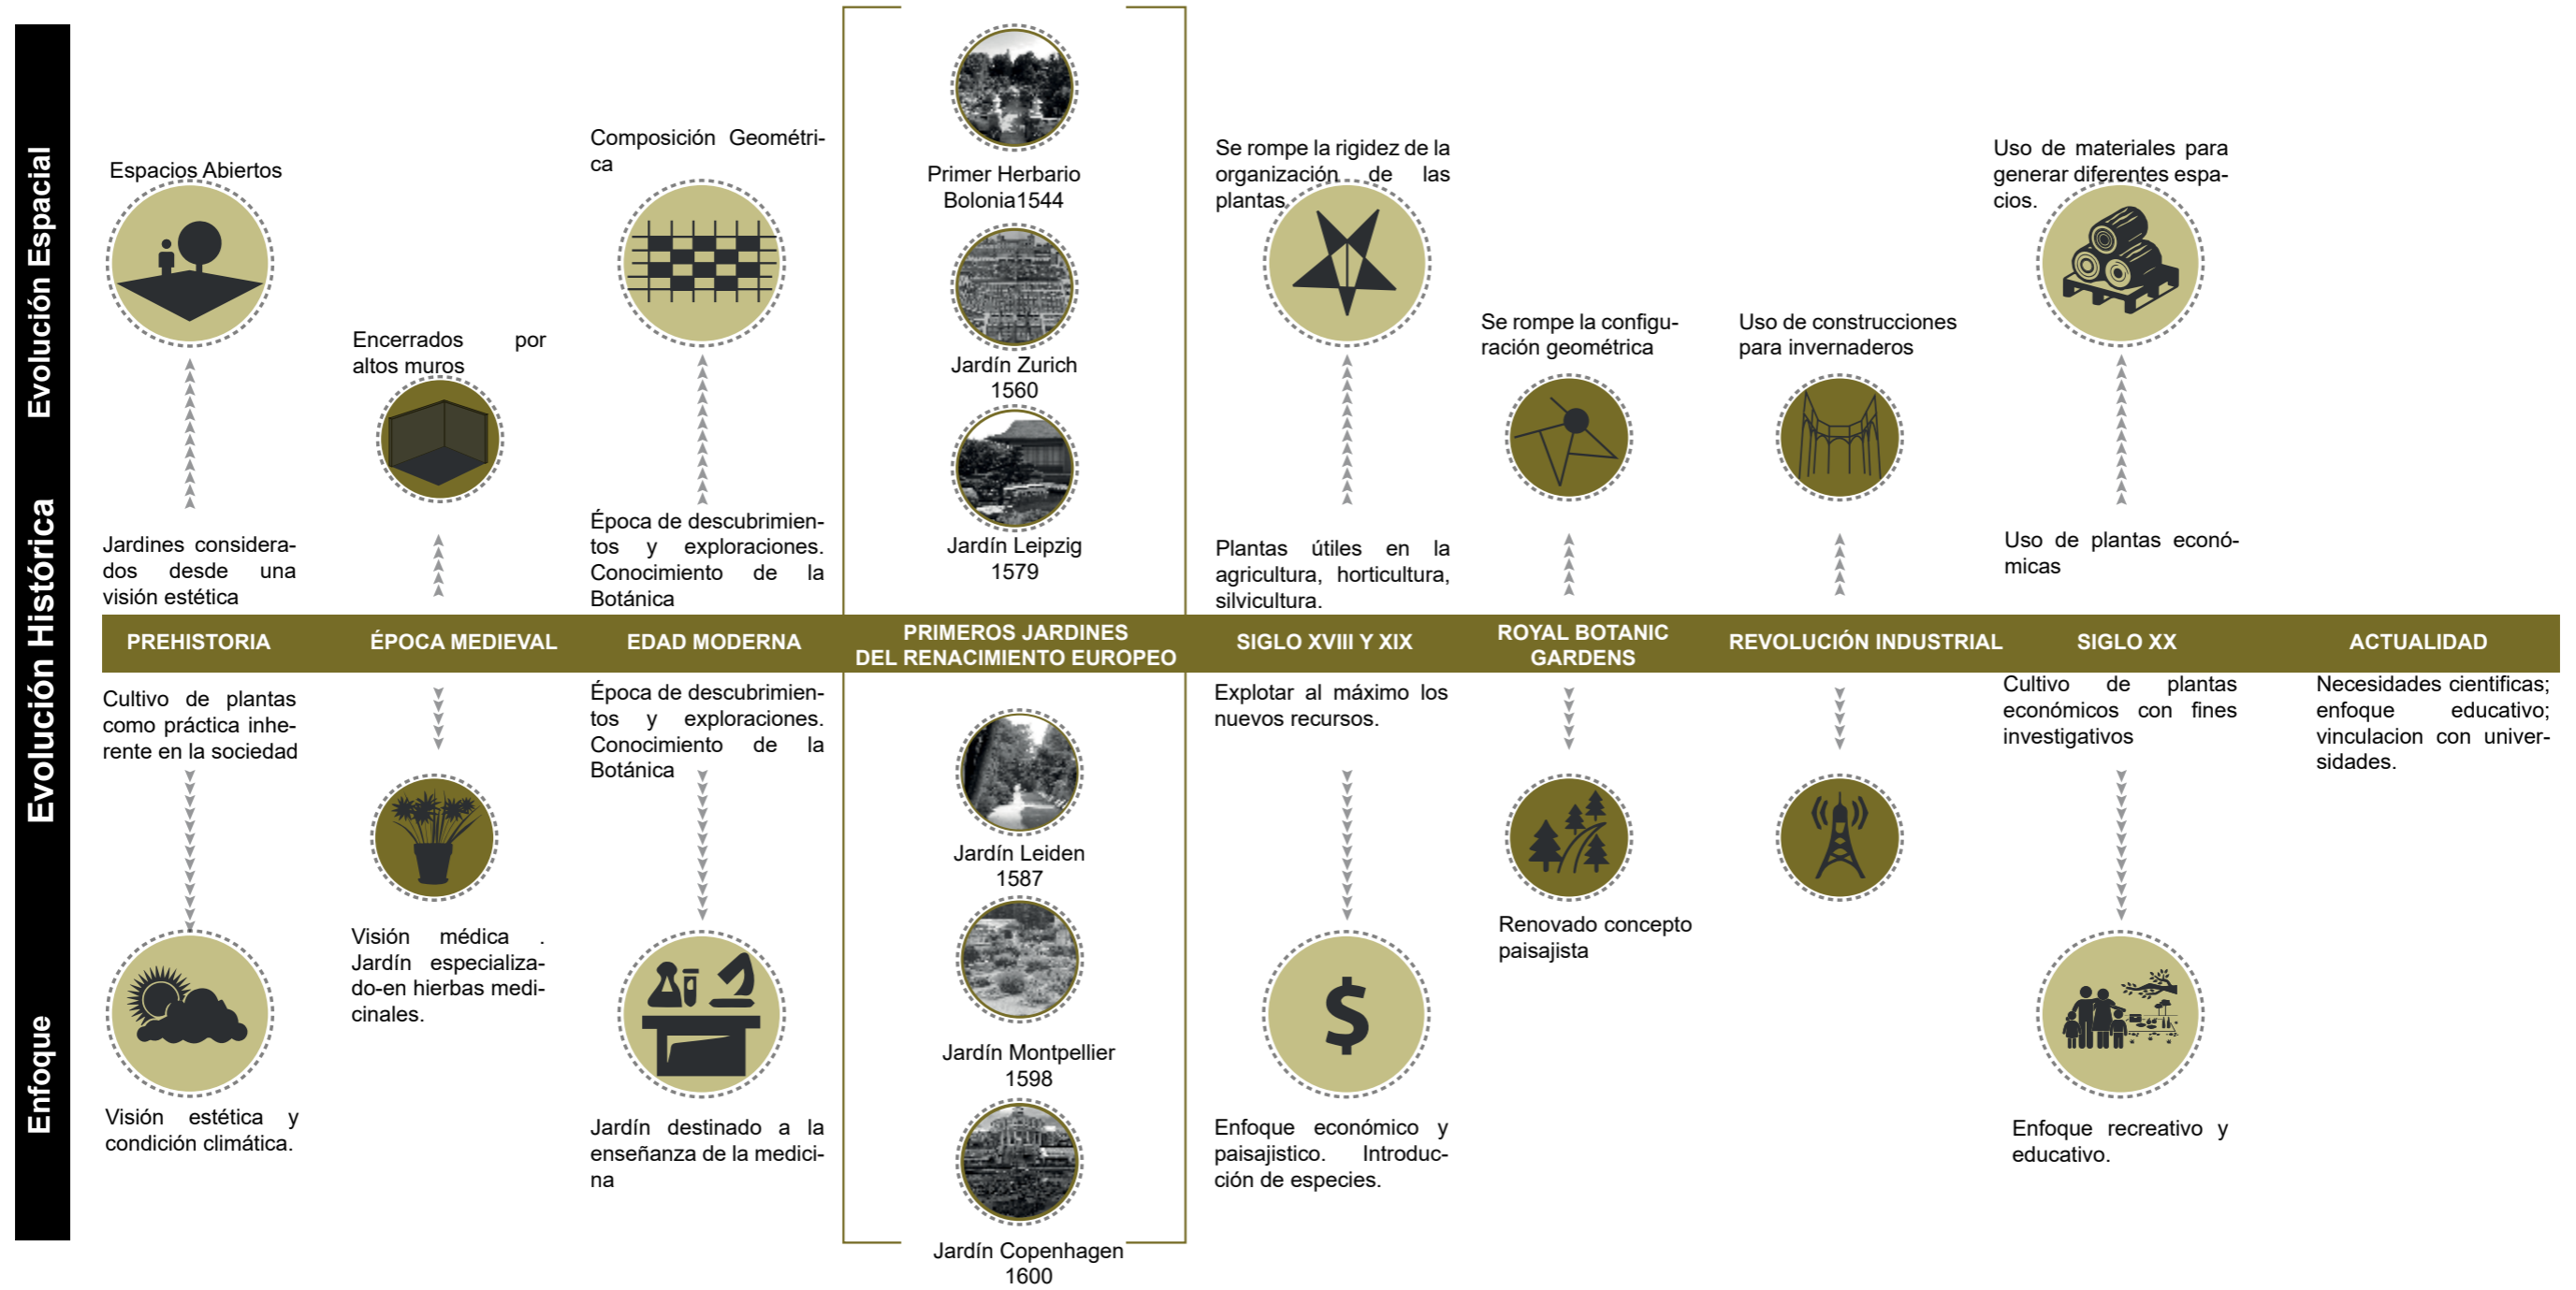 Evolución Espacial
Evolución Histórica
Enfoque
Espacios Abiertos
Jardines considera-
dos desde una
visión estética
PREHISTORIA
Cultivo de plantas
como práctica inhe-
rente en la sociedad
Visión estética y
condición climática.
Encerrados por
altos muros
ÉPOCA MEDIEVAL
Visión médica .
Jardín especializa-
do-en hierbas medi-
cinales.
Composición Geométri-
ca
Época de descubrimien-
tos y exploraciones.
Conocimiento de la
Botánica
EDAD MODERNA
Época de descubrimien-
tos y exploraciones.
Conocimiento de la
Botánica
Jardín destinado a la
enseñanza de la medici-
na
Primer Herbario
Bolonia1544
Jardín Zurich
1560
Jardín Leipzig
1579
PRIMEROS JARDINES
DEL RENACIMIENTO EUROPEO
Jardín Leiden
1587
Jardín Montpellier
1598
Jardín Copenhagen
1600
Se rompe la rigidez de la
organización de las
plantas
Plantas útiles en la
agricultura, horticultura,
silvicultura.
SIGLO XVIII Y XIX
Explotar al máximo los
nuevos recursos.
$
Enfoque económico y
paisajistico. Introduc-
ción de especies.
Se rompe la configu-
ración geométrica
ROYAL BOTANIC
GARDENS
Renovado concepto
paisajista
Uso de construcciones
para invernaderos
REVOLUCIÓN INDUSTRIAL
Uso de materiales para
generar diferentes espa-
cios.
Uso de plantas econó-
micas
SIGLO XX
Cultivo de plantas
económicos con fines
investigativos
Enfoque recreativo y
educativo.
ACTUALIDAD
Necesidades cientificas;
enfoque educativo;
vinculacion con univer-
sidades.